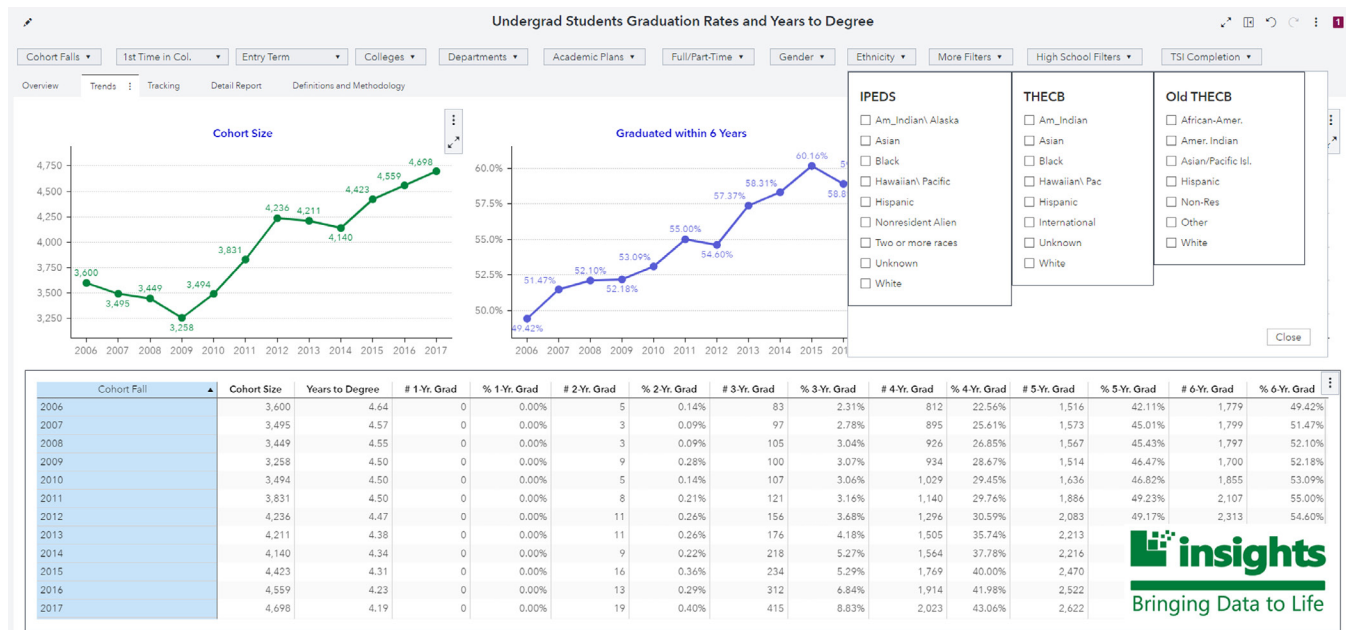 Undergrad Students Graduation Rates and Years to Degree
1
Cohort Falls 1st Time in Col. Entry Term Colleges Departments Academic Plans Full/Part-Time Gender Ethnicity More Filters High School Filters TSI Completion
Overview Trends Tracking Detail Report Definitions and Methodology
Cohort Size
4,750
4,500
4,250
4,000
3,750
3,500
3,250
3,600
3,495
3,449
3,258
3,494
3,831
4,236
4,211
4,140
4,423
4,559
4,698
2006 2007 2008 2009 2010 2011 2012 2013 2014 2015 2016 2017
Graduated within 6 Years
60.0%
57.5%
55.0%
52.5%
50.0%
49.42%
51.47%
52.10%
52.18%
53.09%
55.00%
54.60%
57.37%
58.31%
60.16%
58.8
2006 2007 2008 2009 2010 2011 2012 2013 2014 2015 201
IPEDS
Am_Indian\ Alaska
Asian
Black
Hawaiian\ Pacific
Hispanic
Nonresident Alien
Two or more races
Unknown
White
THECB
Am_Indian
Asian
Black
Hawaiian\ Pac
Hispanic
International
Unknown
White
Old THECB
African-Amer.
Amer. Indian
Asian/Pacific Isl.
Hispanic
Non-Res
Other
White
Close
Cohort Fall Cohort Size Years to Degree # 1-Yr. Grad % 1-Yr. Grad # 2-Yr. Grad % 2-Yr. Grad # 3-Yr. Grad % 3-Yr. Grad # 4-Yr. Grad % 4-Yr. Grad # 5-Yr. Grad % 5-Yr. Grad # 6-Yr. Grad % 6-Yr. Grad
2006 3,600 4.64 0 0.00% 5 0.14% 83 2.31% 812 22.56% 1,516 42.11% 1,779 49.42%
2007 3,495 4.57 0 0.00% 3 0.09% 97 2.78% 895 25.61% 1,573 45.01% 1,799 51.47%
2008 3,449 4.55 0 0.00% 3 0.09% 105 3.04% 926 26.85% 1,567 45.43% 1,797 52.10%
2009 3,258 4.50 0 0.00% 9 0.28% 100 3.07% 934 28.67% 1,514 46.47% 1,700 52.18%
2010 3,494 4.50 0 0.00% 5 0.14% 107 3.06% 1,029 29.45% 1,636 46.82% 1,855 53.09%
2011 3,831 4.50 0 0.00% 8 0.21% 121 3.16% 1,140 29.76% 1,886 49.23% 2,107 55.00%
2012 4,236 4.47 0 0.00% 11 0.26% 156 3.68% 1,296 30.59% 2,083 49.17% 2,313 54.60%
2013 4,211 4.38 0 0.00% 11 0.26% 176 4.18% 1,505 35.74% 2,213
2014 4,140 4.34 0 0.00% 9 0.22% 218 5.27% 1,564 37.78% 2,216
2015 4,423 4.31 0 0.00% 16 0.36% 234 5.29% 1,769 40.00% 2,470
2016 4,559 4.23 0 0.00% 13 0.29% 312 6.84% 1,914 41.98% 2,522
2017 4,698 4.19 0 0.00% 19 0.40% 415 8.83% 2,023 43.06% 2,622
insights
Bringing Data to Life